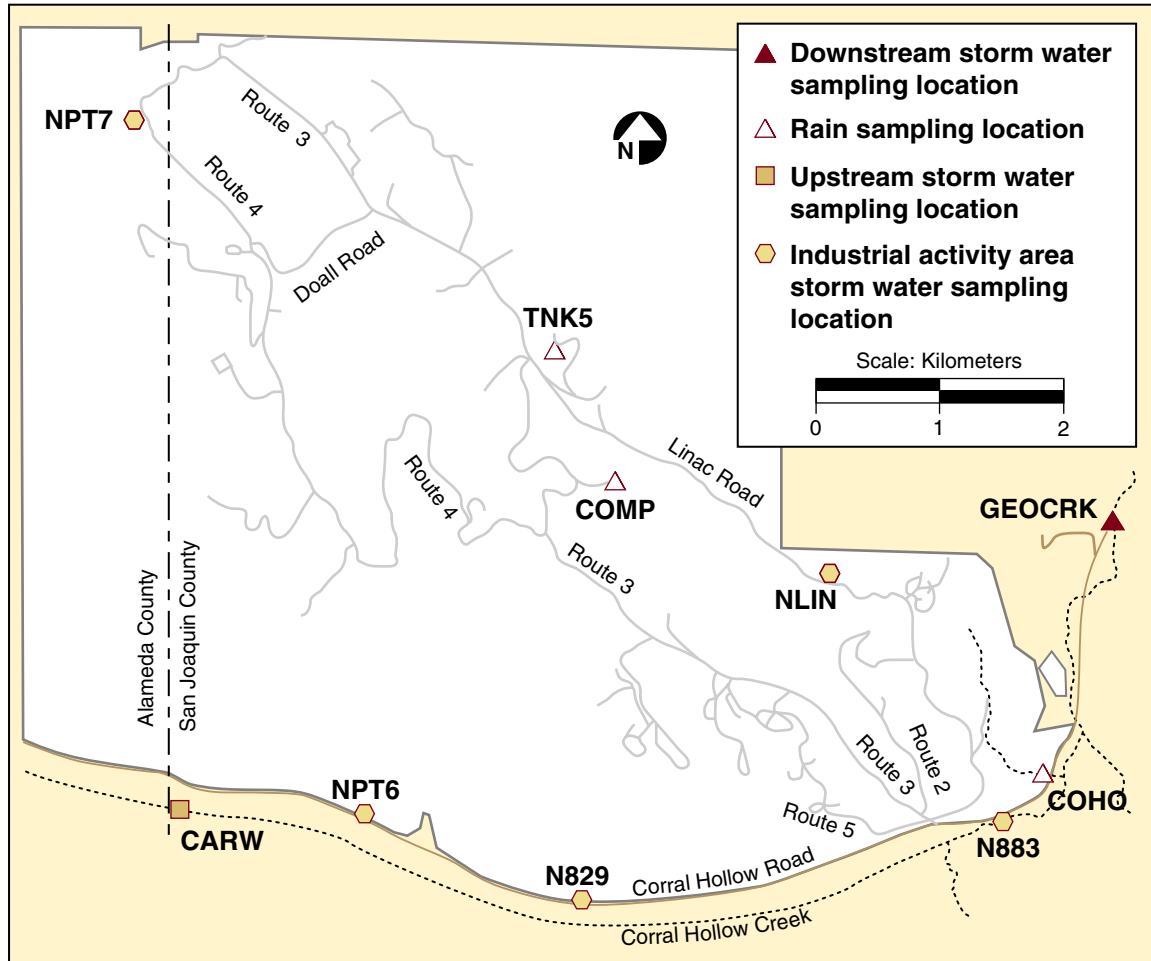 Downstream storm water
sampling location
Rain sampling location
Upstream storm water
sampling location
Industrial activity area
storm water sampling
location
Scale: Kilometers
0 1 2
N
NPT7
Route 3
Route 4
Doall Road
TNK5
Linac Road
COMP
Route 4
GEOCRK
Route 3
NLIN
Alameda County
San Joaquin County
Route 2
Route 3
COHO
NPT6
CARW
Route 5
N883
N829
Corral Hollow Road
Corral Hollow Creek